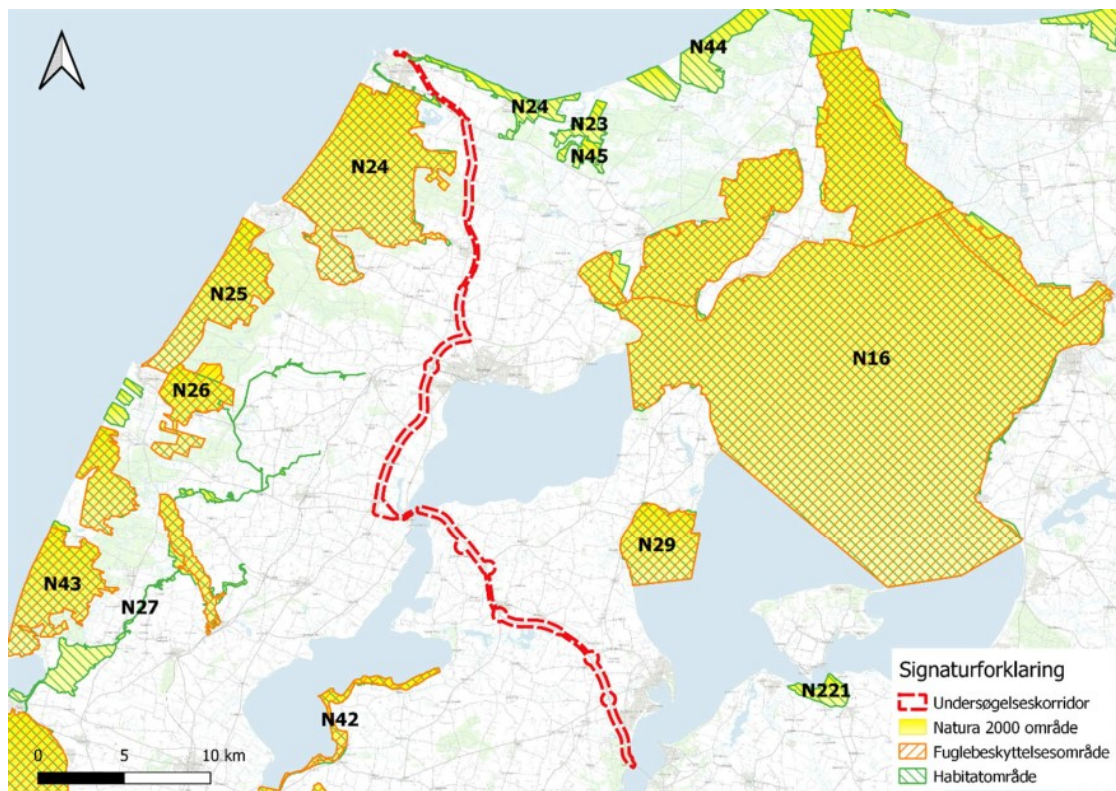 N44
N24
N23
N45
N24
N25
N16
N26
N29
N43
N27
N221
N42
0 5 10 km
Signaturforklaring
Undersøgelseskorridor
Natura 2000 område
Fuglebeskyttelsesområde
Habitatområde